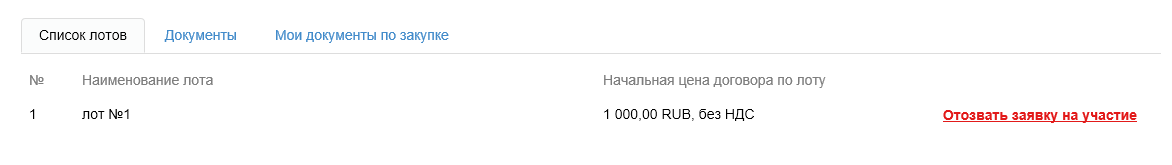 Список лотов Документы Мои документы по закупке
№ Наименование лота Начальная цена договора по лоту
1 лот №1 1 000,00 RUB, без НДС Отозвать заявку на участие